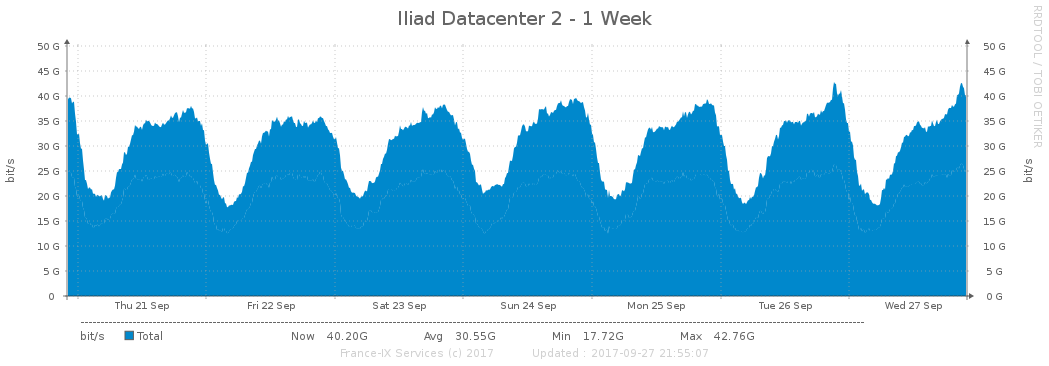 Iliad Datacenter 2 - 1 Week
RRDTOOL / TOBI OETIKER
50 G 50 G
45 G 45 G
40 G 40 G
35 G 35 G
30 G 30 G
25 G 25 G
20 G 20 G
15 G 15 G
10 G 10 G
5 G 5 G
0 0 G
bit/s bit/s
Thu 21 Sep Fri 22 Sep Sat 23 Sep Sun 24 Sep Mon 25 Sep Tue 26 Sep Wed 27 Sep
bit/s Total Now 40.20G Avg 30.55G Min 17.72G Max 42.76G
France-IX Services (c) 2017 Updated : 2017-09-27 21:55:07